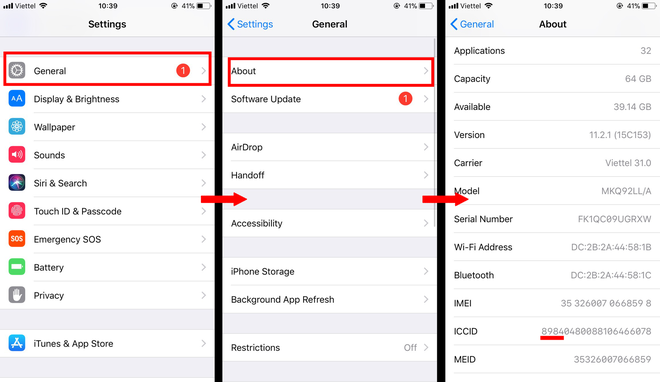 Viettel 10:39 41%
Settings
General 1
Display & Brightness
Wallpaper
Sounds
Siri & Search
Touch ID & Passcode
SOS Emergency SOS
Battery
Privacy
iTunes & App Store
Viettel 10:39 41%
Settings General
About
Software Update 1
AirDrop
Handoff
Accessibility
iPhone Storage
Background App Refresh
Restrictions Off
Viettel 10:39 41%
General About
Applications 32
Capacity 64 GB
Available 39.14 GB
Version 11.2.1 (15C153)
Carrier Viettel 31.0
Model MKQ92LL/A
Serial Number FK1QC09UGRXW
Wi-Fi Address DC:2B:2A:44:58:1B
Bluetooth DC:2B:2A:44:58:1C
IMEI 35 326007 066859 8
ICCID 8984048008810646078
MEID 35326007066859